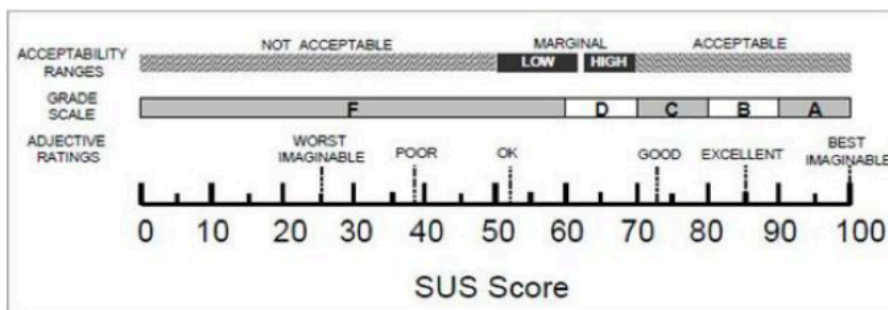 NOT ACCEPTABLE MARGINAL ACCEPTABLE
ACCEPTABILITY
RANGES
LOW HIGH
GRADE
SCALE
F D C B A
ADJECTIVE
RATINGS
WORST
IMAGINABLE
POOR OK GOOD EXCELLENT
BEST
IMAGINABLE
0 10 20 30 40 50 60 70 80 90 100
SUS Score